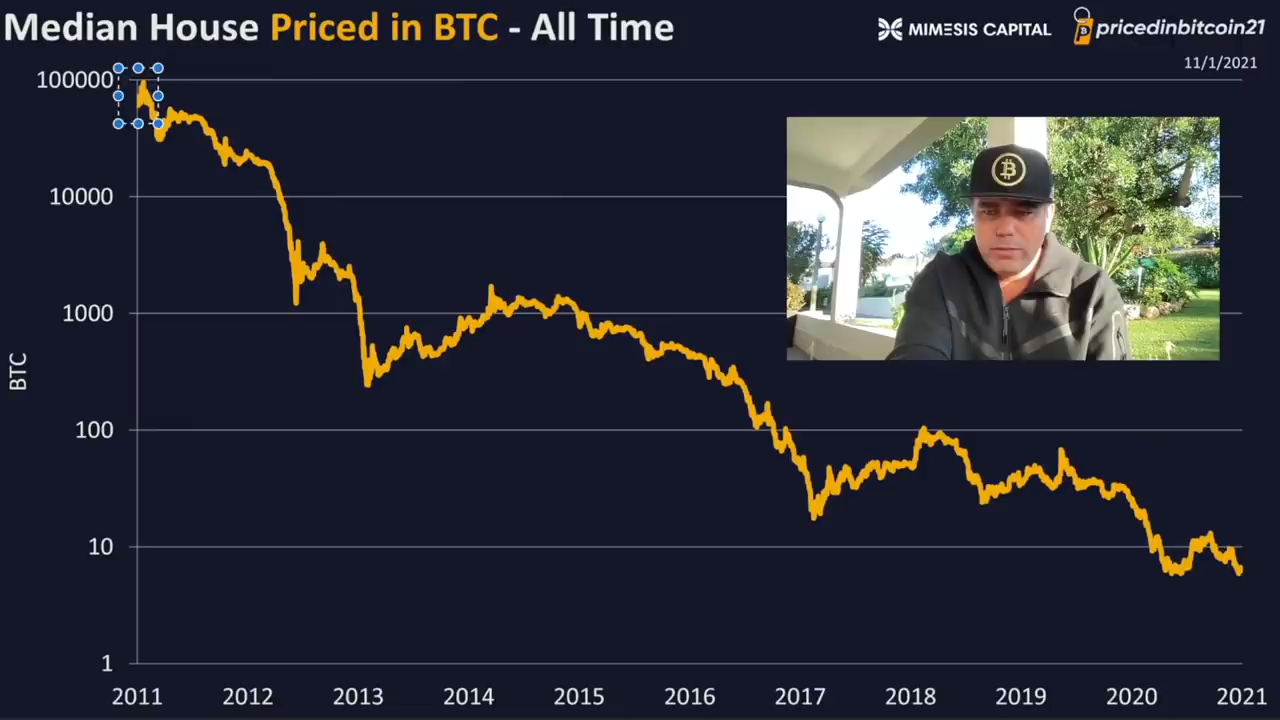 Median House Priced in BTC - All Time
MIMESIS CAPITAL
pricedinbitcoin21
11/1/2021
100000
10000
1000
100
10
1
BTC
2011 2012 2013 2014 2015 2016 2017 2018 2019 2020 2021